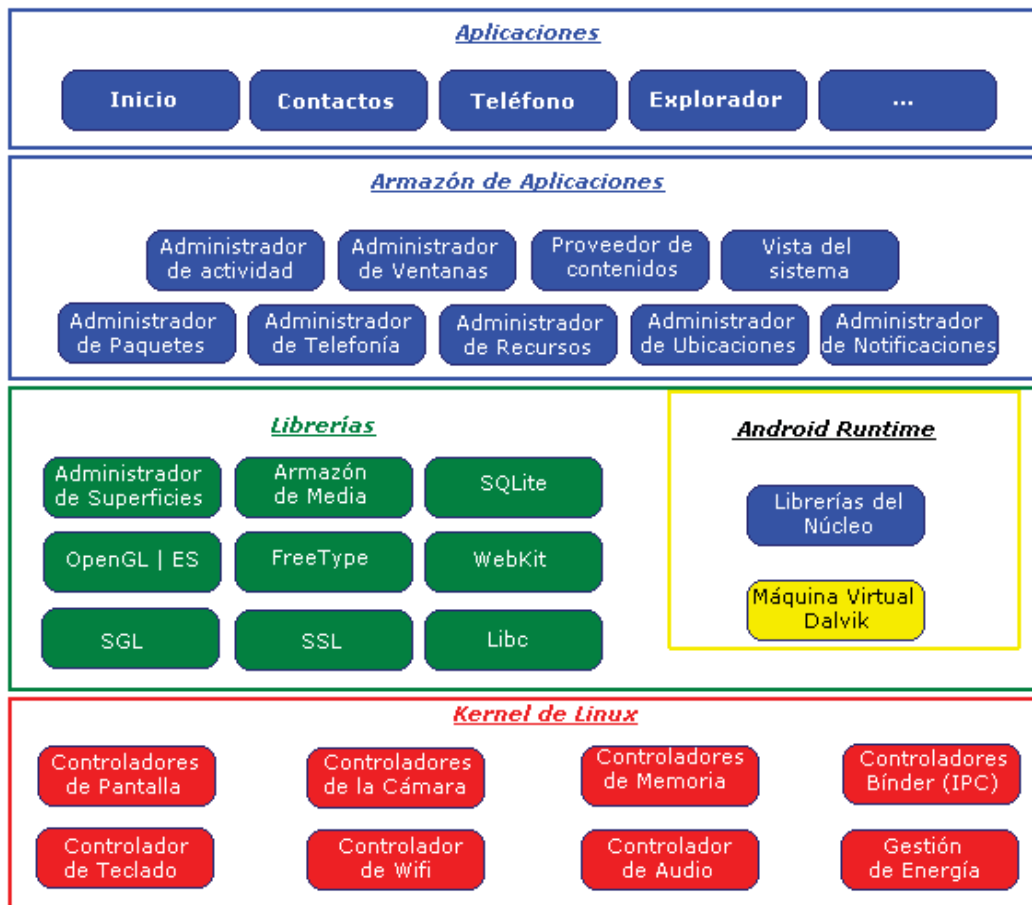 Aplicaciones
Inicio
Contactos
Teléfono
Explorador
...
Armazón de Aplicaciones
Administrador
de actividad
Administrador
de Ventanas
Proveedor de
contenidos
Vista del
sistema
Administrador
de Paquetes
Administrador
de Telefonía
Administrador
de Recursos
Administrador
de Ubicaciones
Administrador
de Notificaciones
Librerías
Administrador
de Superficies
Armazón
de Media
SQLite
OpenGL | ES
FreeType
WebKit
SGL
SSL
Libc
Android Runtime
Librerías del
Núcleo
Máquina Virtual
Dalvik
Kernel de Linux
Controladores
de Pantalla
Controladores
de la Cámara
Controladores
de Memoria
Controladores
Bínder (IPC)
Controlador
de Teclado
Controlador
de Wifi
Controlador
de Audio
Gestión
de Energía